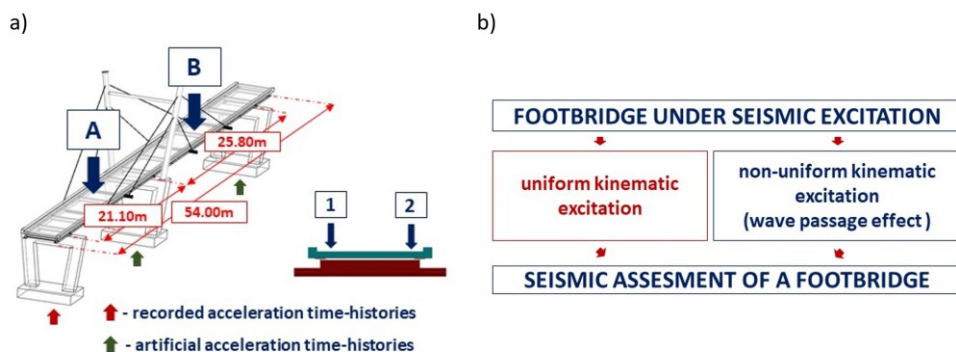 a)
B
A
25.80m
21.10m
54.00m
1
2
- recorded acceleration time-histories
- artificial acceleration time-histories
b)
FOOTBRIDGE UNDER SEISMIC EXCITATION
uniform kinematic
excitation
non-uniform kinematic
excitation
(wave passage effect )
SEISMIC ASSESMENT OF A FOOTBRIDGE